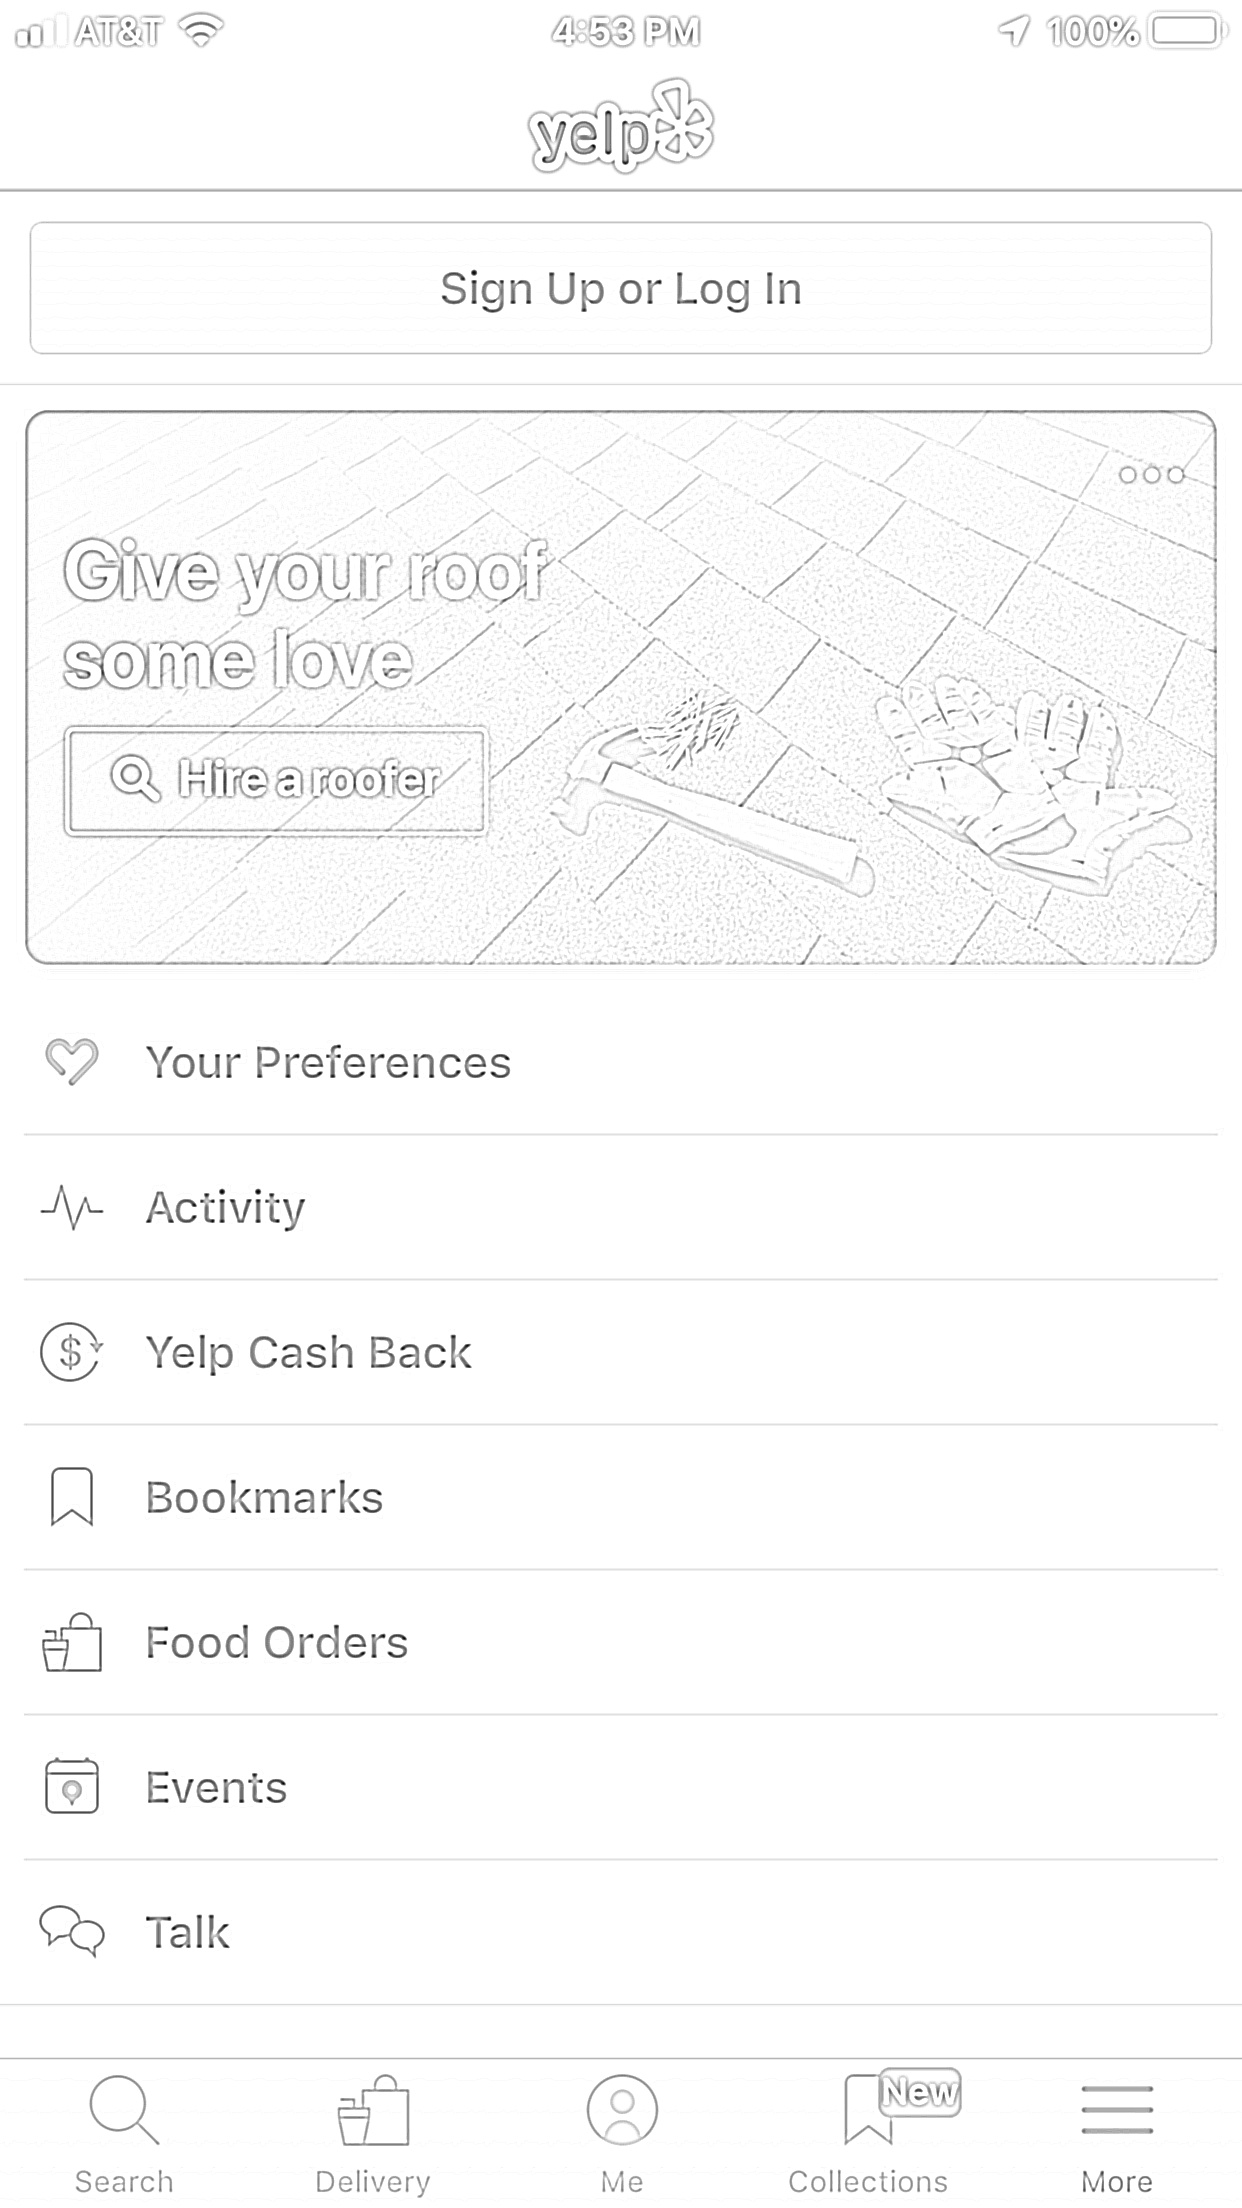 AT&T 4:53 PM 100%
yelp
Sign Up or Log In
Give your roof
some love
Hire a roofer
Your Preferences
Activity
$ Yelp Cash Back
Bookmarks
Food Orders
Events
Talk
New
Search Delivery Me Collections More